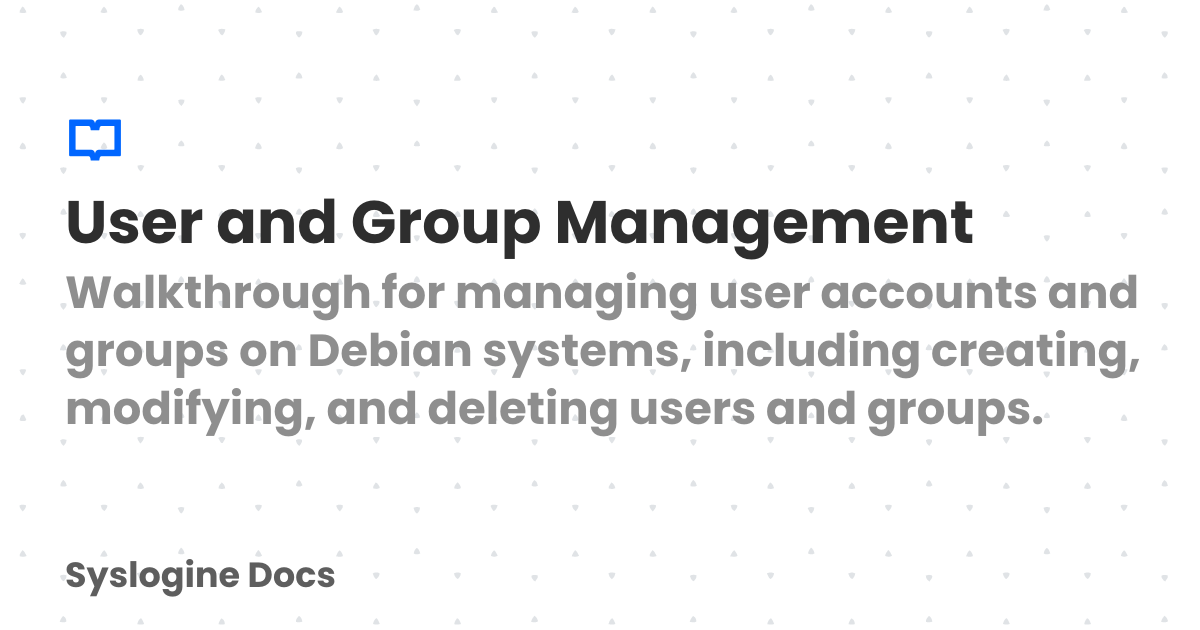 User and Group Management
Walkthrough for managing user accounts and
groups on Debian systems, including creating,
modifying, and deleting users and groups.
Syslogine Docs